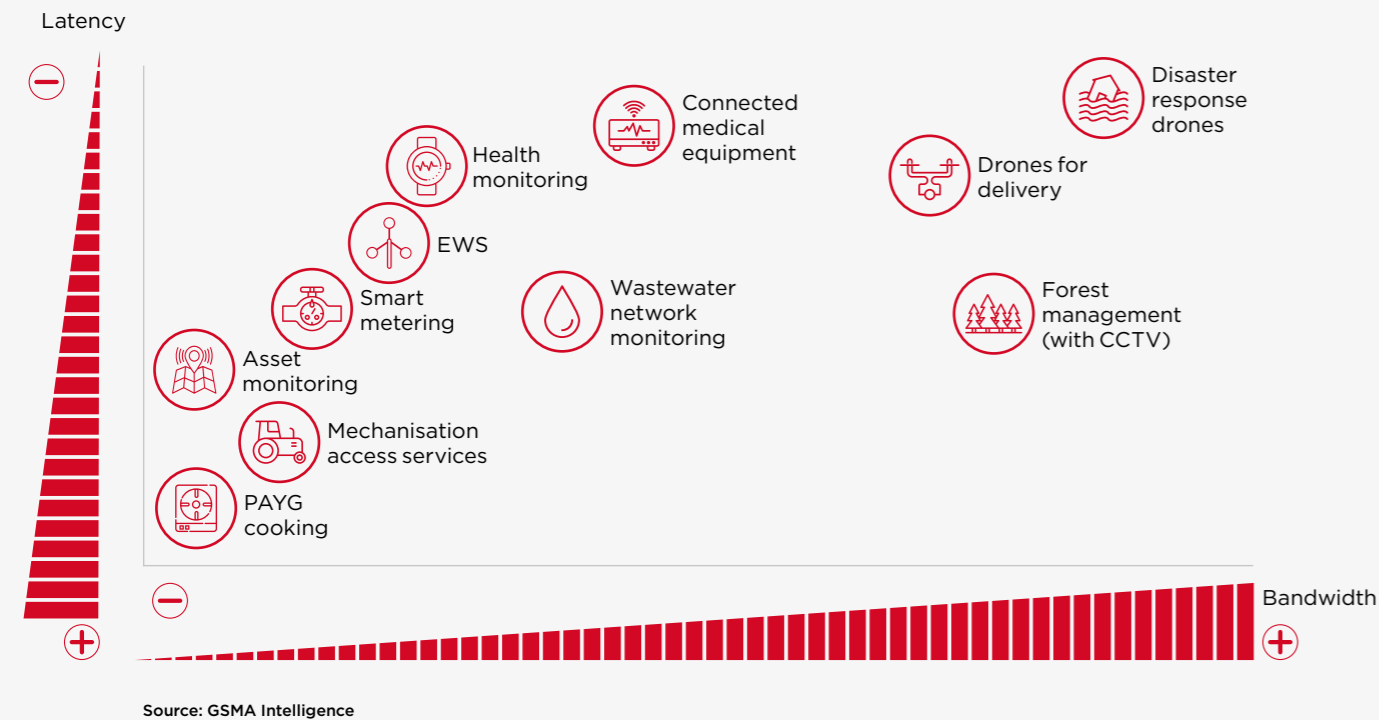 Latency
Disaster
response
drones
Connected
medical
equipment
Health
monitoring
Drones for
delivery
EWS
Wastewater
network
monitoring
Forest
management
(with CCTV)
Smart
metering
Asset
monitoring
Mechanisation
access services
PAYG
cooking
Bandwidth
Source: GSMA Intelligence